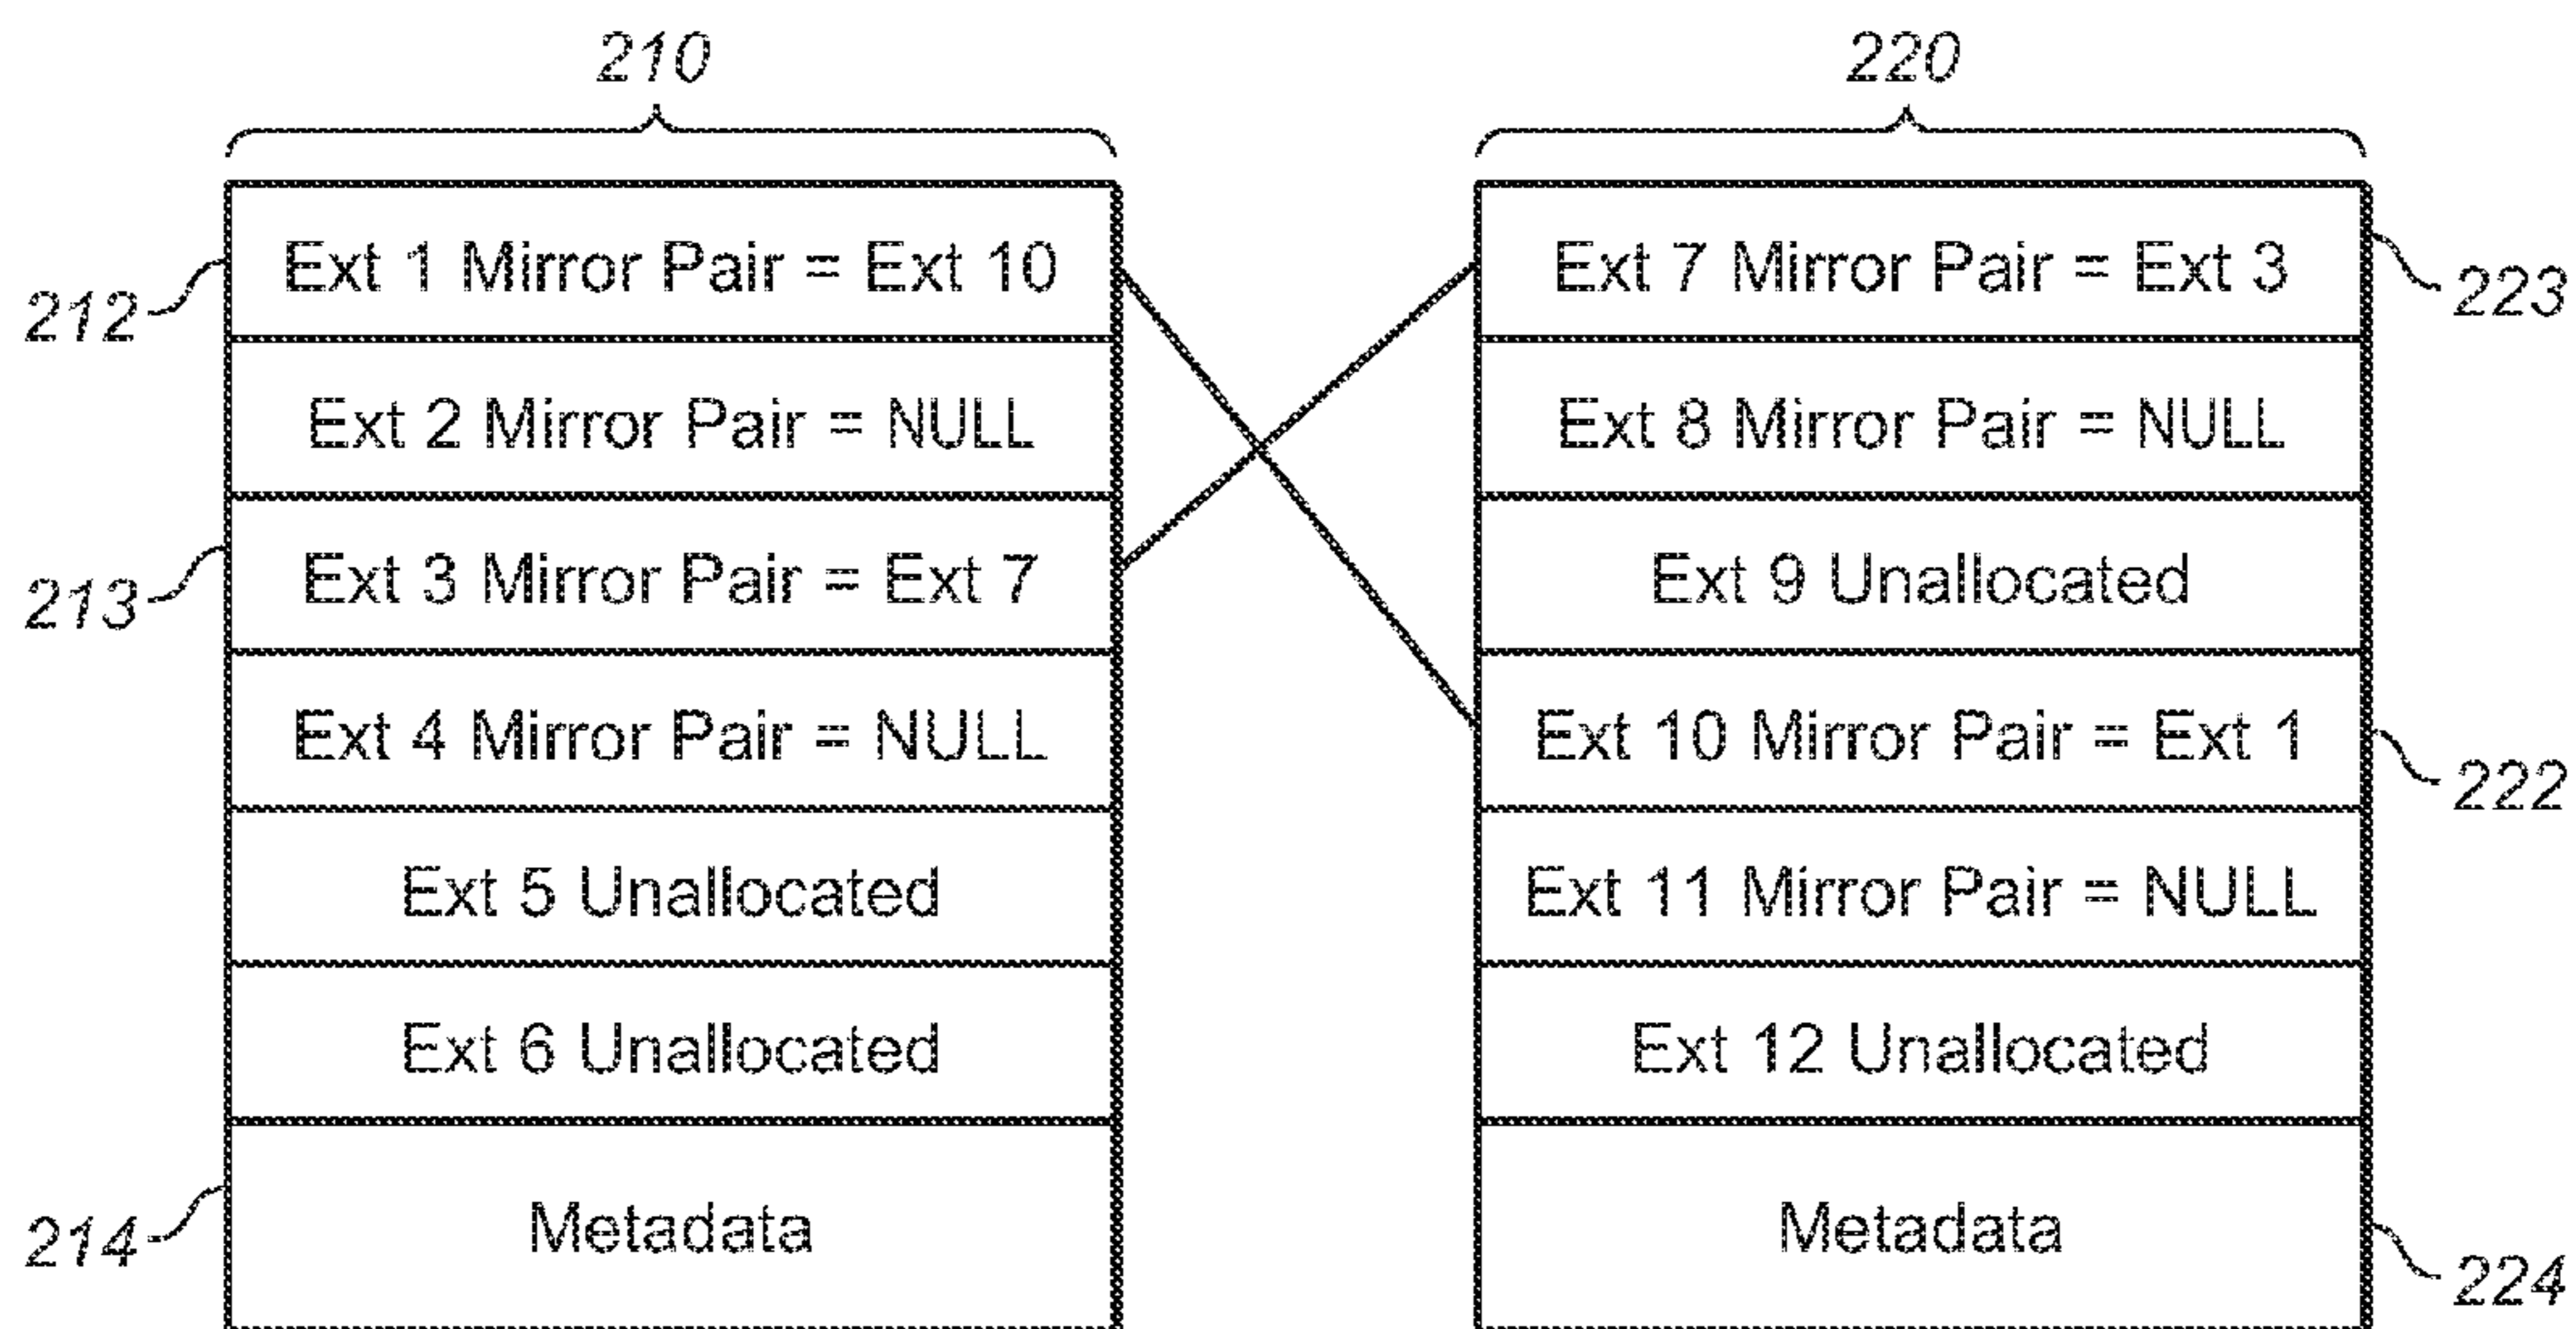 210
220
Ext 1 Mirror Pair = Ext 10
Ext 2 Mirror Pair = NULL
Ext 3 Mirror Pair = Ext 7
Ext 4 Mirror Pair = NULL
Ext 5 Unallocated
Ext 6 Unallocated
Metadata
212
213
214
Ext 7 Mirror Pair = Ext 3
Ext 8 Mirror Pair = NULL
Ext 9 Unallocated
Ext 10 Mirror Pair = Ext 1
Ext 11 Mirror Pair = NULL
Ext 12 Unallocated
Metadata
223
222
224